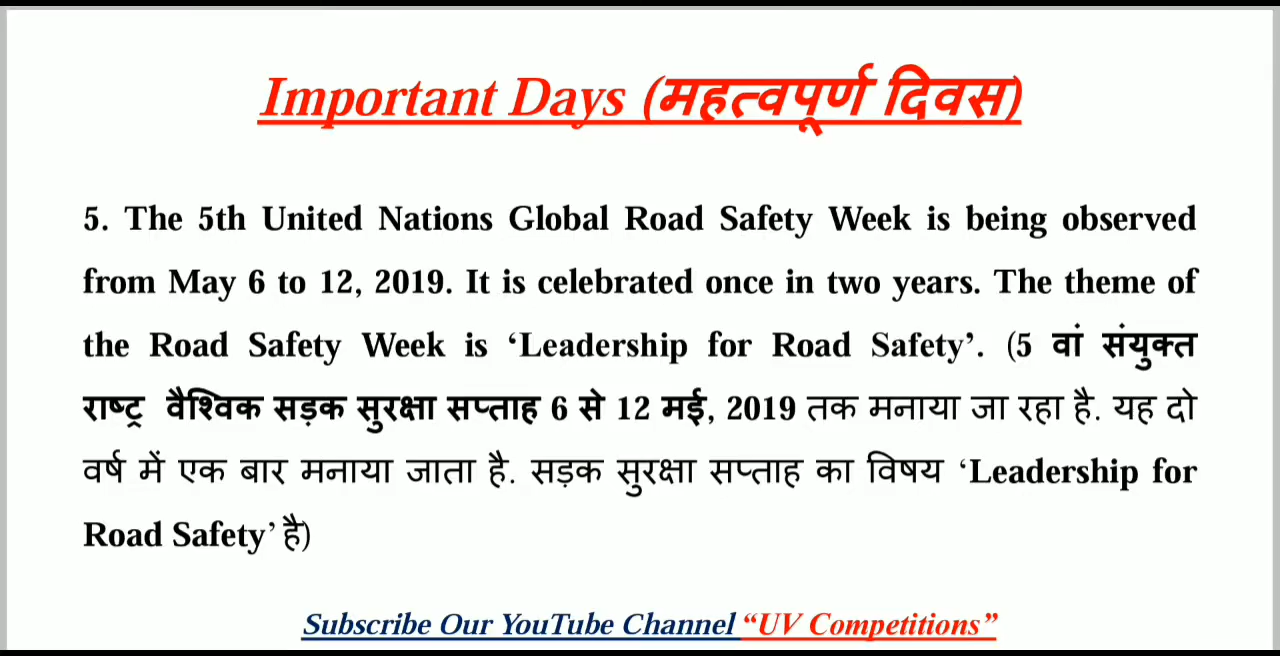 Important Days (महत्वपूर्ण दिवस)
5. The 5th United Nations Global Road Safety Week is being observed
from May 6 to 12, 2019. It is celebrated once in two years. The theme of
the Road Safety Week is ‘Leadership for Road Safety’. (5 वां संयुक्त
राष्ट्र वैश्विक सड़क सुरक्षा सप्ताह 6 से 12 मई, 2019 तक मनाया जा रहा है. यह दो
वर्ष में एक बार मनाया जाता है. सड़क सुरक्षा सप्ताह का विषय ‘Leadership for
Road Safety’ है)
Subscribe Our YouTube Channel “UV Competitions”